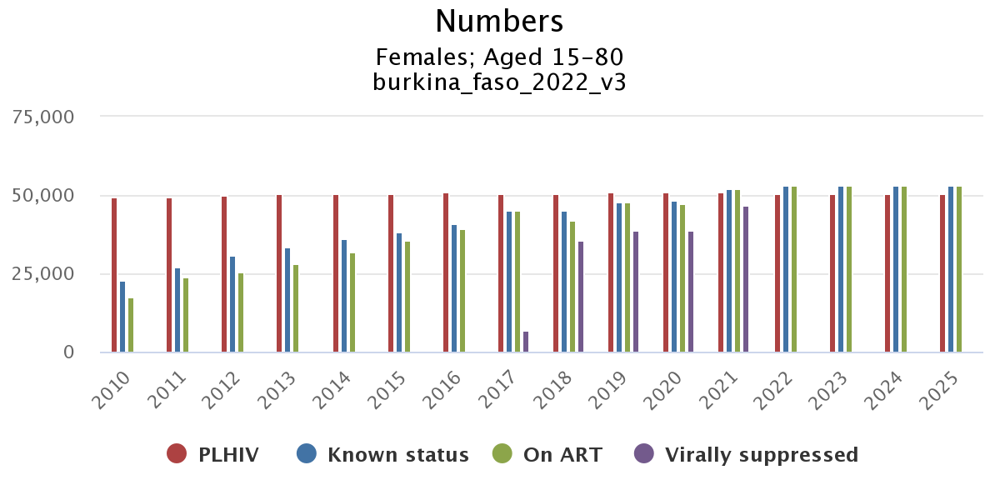 Numbers
Females; Aged 15-80
burkina_faso_2022_v3
75,000
50,000
25,000
0
2010
2011
2012
2013
2014
2015
2016
2017
2018
2019
2020
2021
2022
2023
2024
2025
PLHIV
Known status
On ART
Virally suppressed